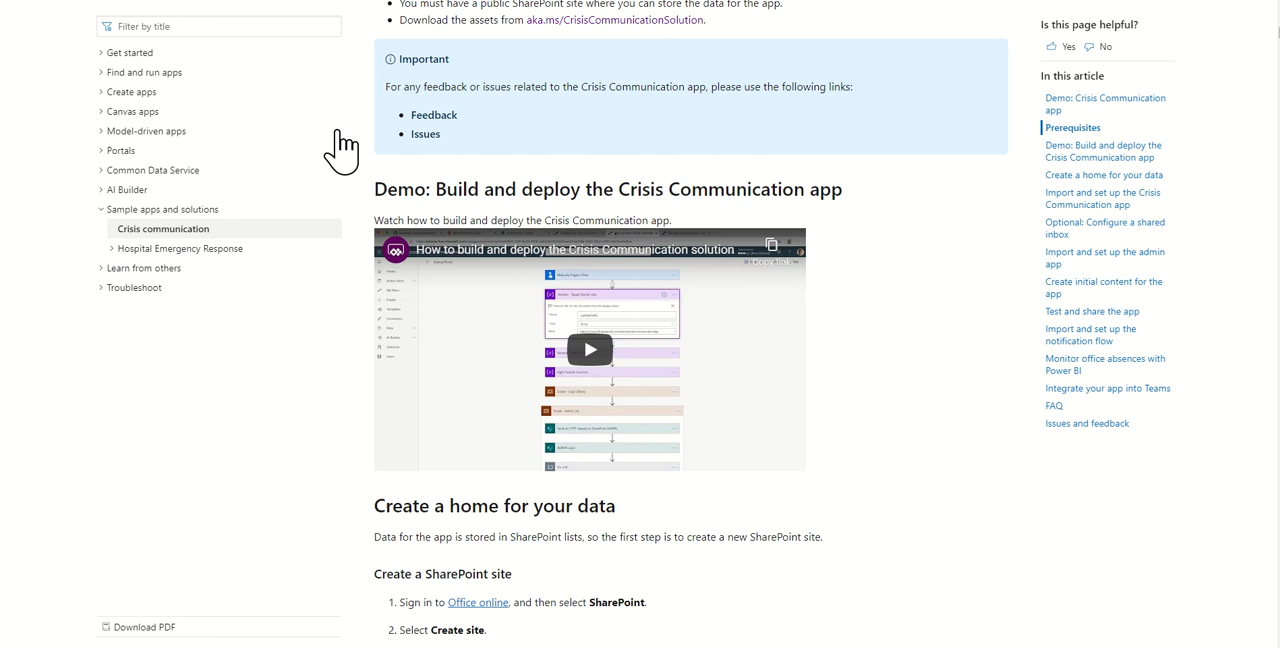 Filter by title
Get started
Find and run apps
Create apps
Canvas apps
Model-driven apps
Portals
Common Data Service
AI Builder
Sample apps and solutions
Crisis communication
Hospital Emergency Response
Learn from others
Troubleshoot
Download PDF
• You must have a public SharePoint site where you can store the data for the app.
• Download the assets from aka.ms/CrisisCommunicationSolution.
Important
For any feedback or issues related to the Crisis Communication app, please use the following links:
• Feedback
• Issues
Demo: Build and deploy the Crisis Communication app
Watch how to build and deploy the Crisis Communication app.
How to build and deploy the Crisis Communication solution
Copy link
Create a home for your data
Data for the app is stored in SharePoint lists, so the first step is to create a new SharePoint site.
Create a SharePoint site
1. Sign in to Office online, and then select SharePoint.
2. Select Create site.
Is this page helpful?
Yes No
In this article
Demo: Crisis Communication
app
Prerequisites
Demo: Build and deploy the
Crisis Communication app
Create a home for your data
Import and set up the Crisis
Communication app
Optional: Configure a shared
inbox
Import and set up the admin
app
Create initial content for the
app
Test and share the app
Import and set up the
notification flow
Monitor office absences with
Power BI
Integrate your app into Teams
FAQ
Issues and feedback